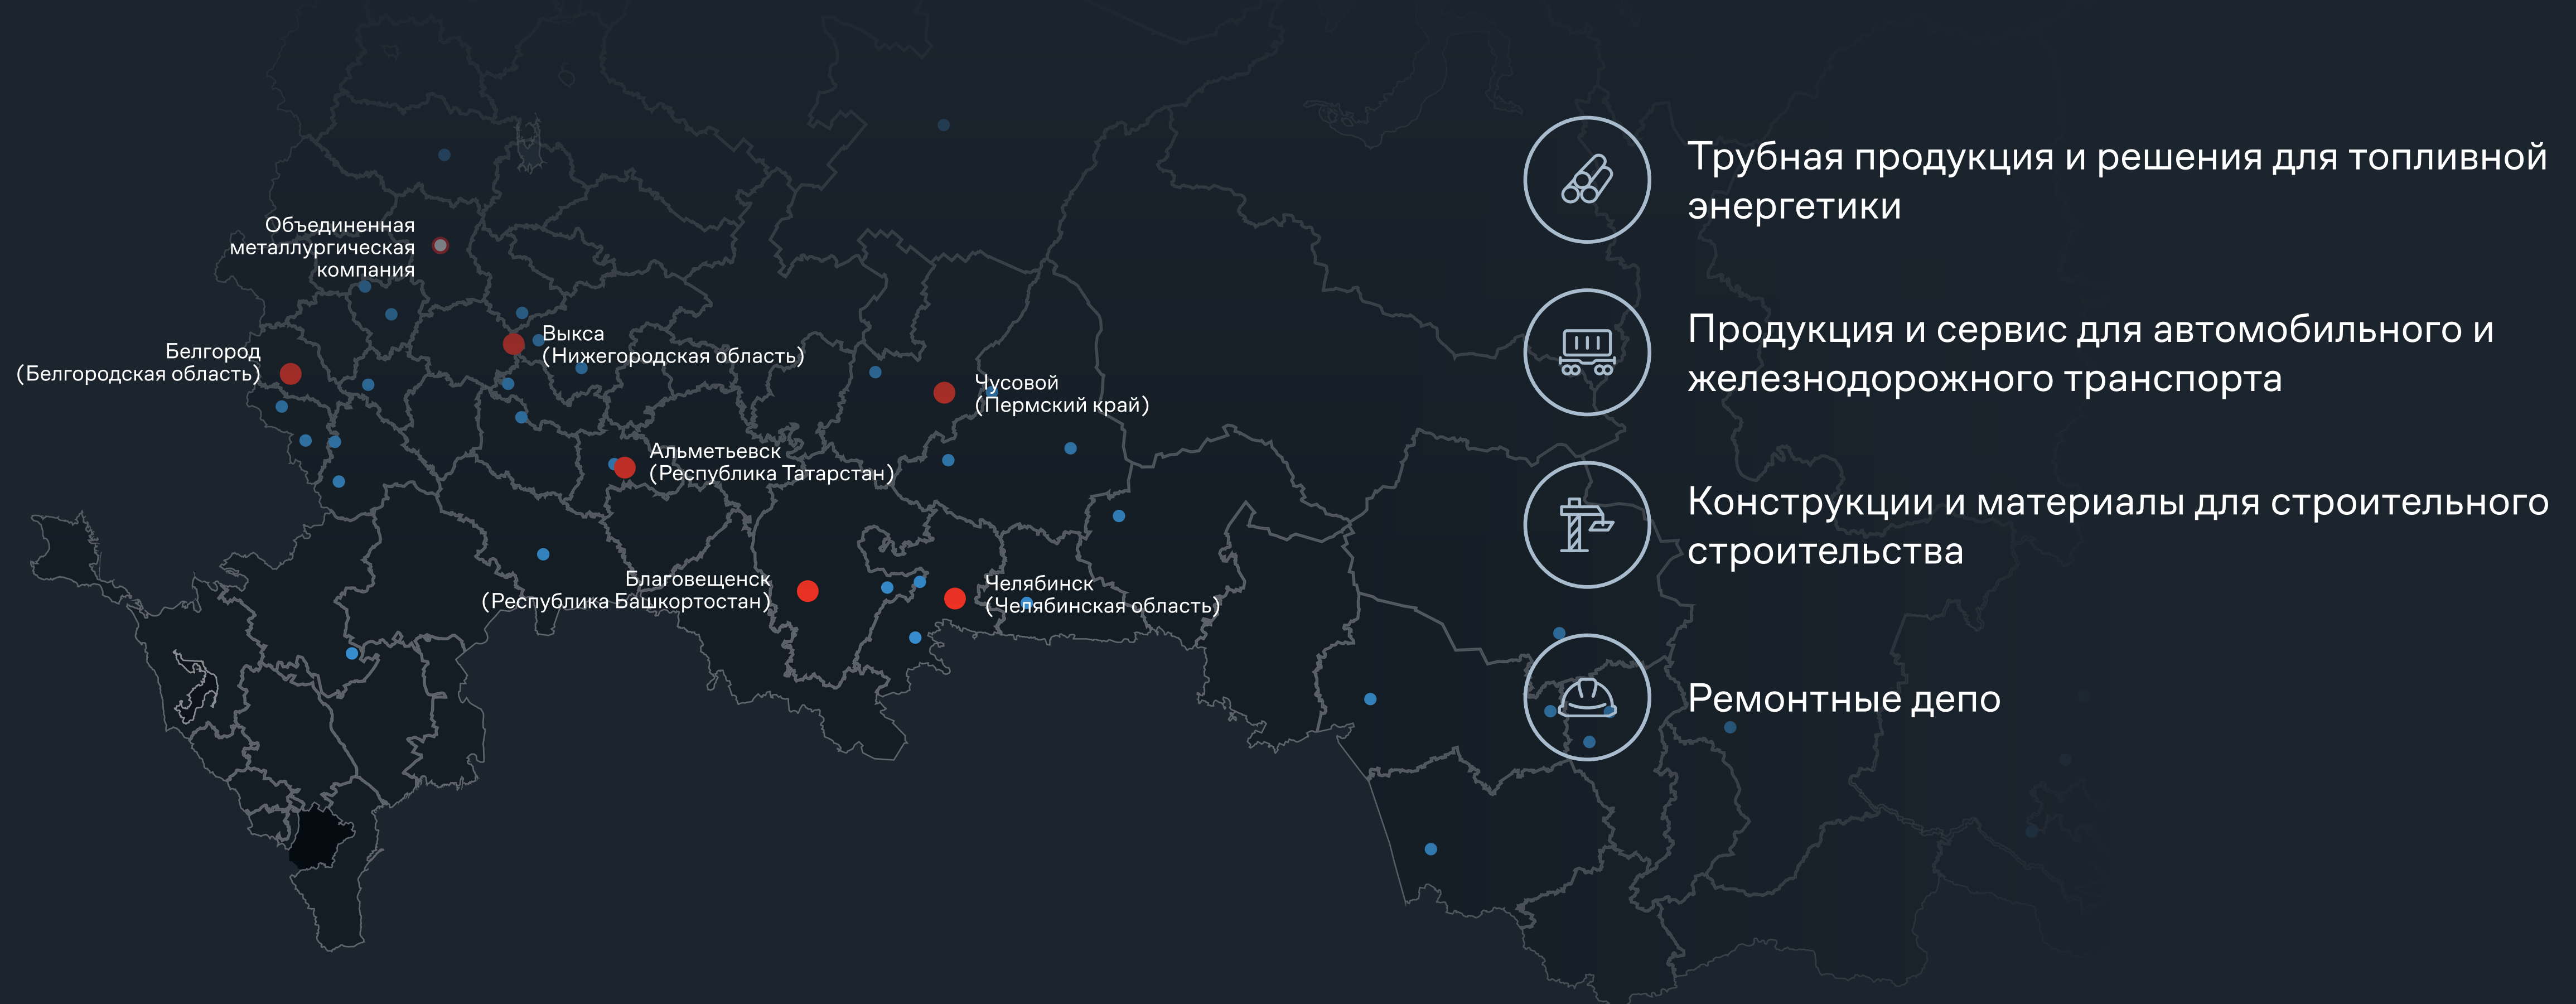 Объединенная
металлургическая
компания
Выкса
(Нижегородская область)
Белгород
(Белгородская область)
Чусовой
(Пермский край)
Альметьевск
(Республика Татарстан)
Благовещенск
(Республика Башкортостан)
Челябинск
(Челябинская область)
Трубная продукция и решения для топливной
энергетики
Продукция и сервис для автомобильного и
железнодорожного транспорта
Конструкции и материалы для строительного
строительства
Ремонтные депо